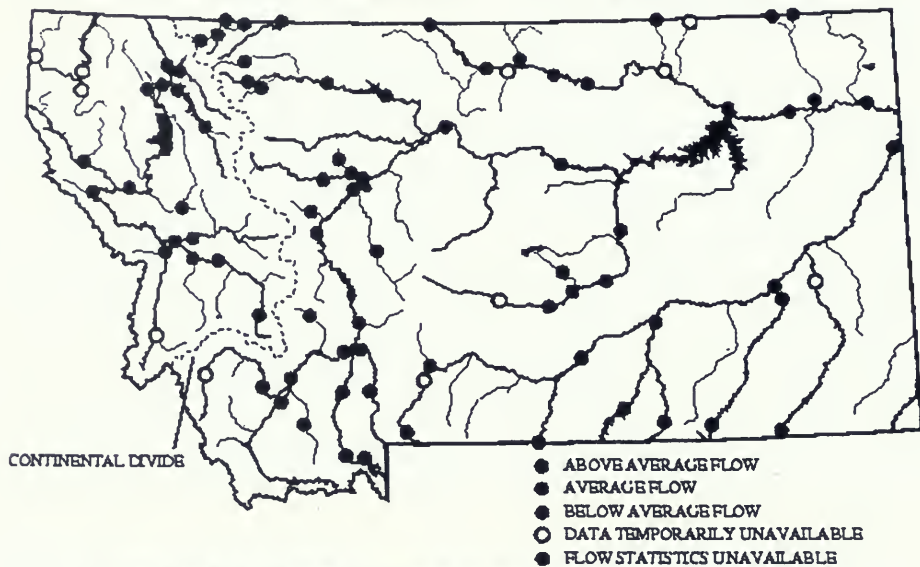 CONTINENTAL DIVIDE
ABOVE AVERAGE FLOW
AVERAGE FLOW
BELOW AVERAGE FLOW
DATA TEMPORARILY UNAVAILABLE
FLOW STATISTICS UNAVAILABLE